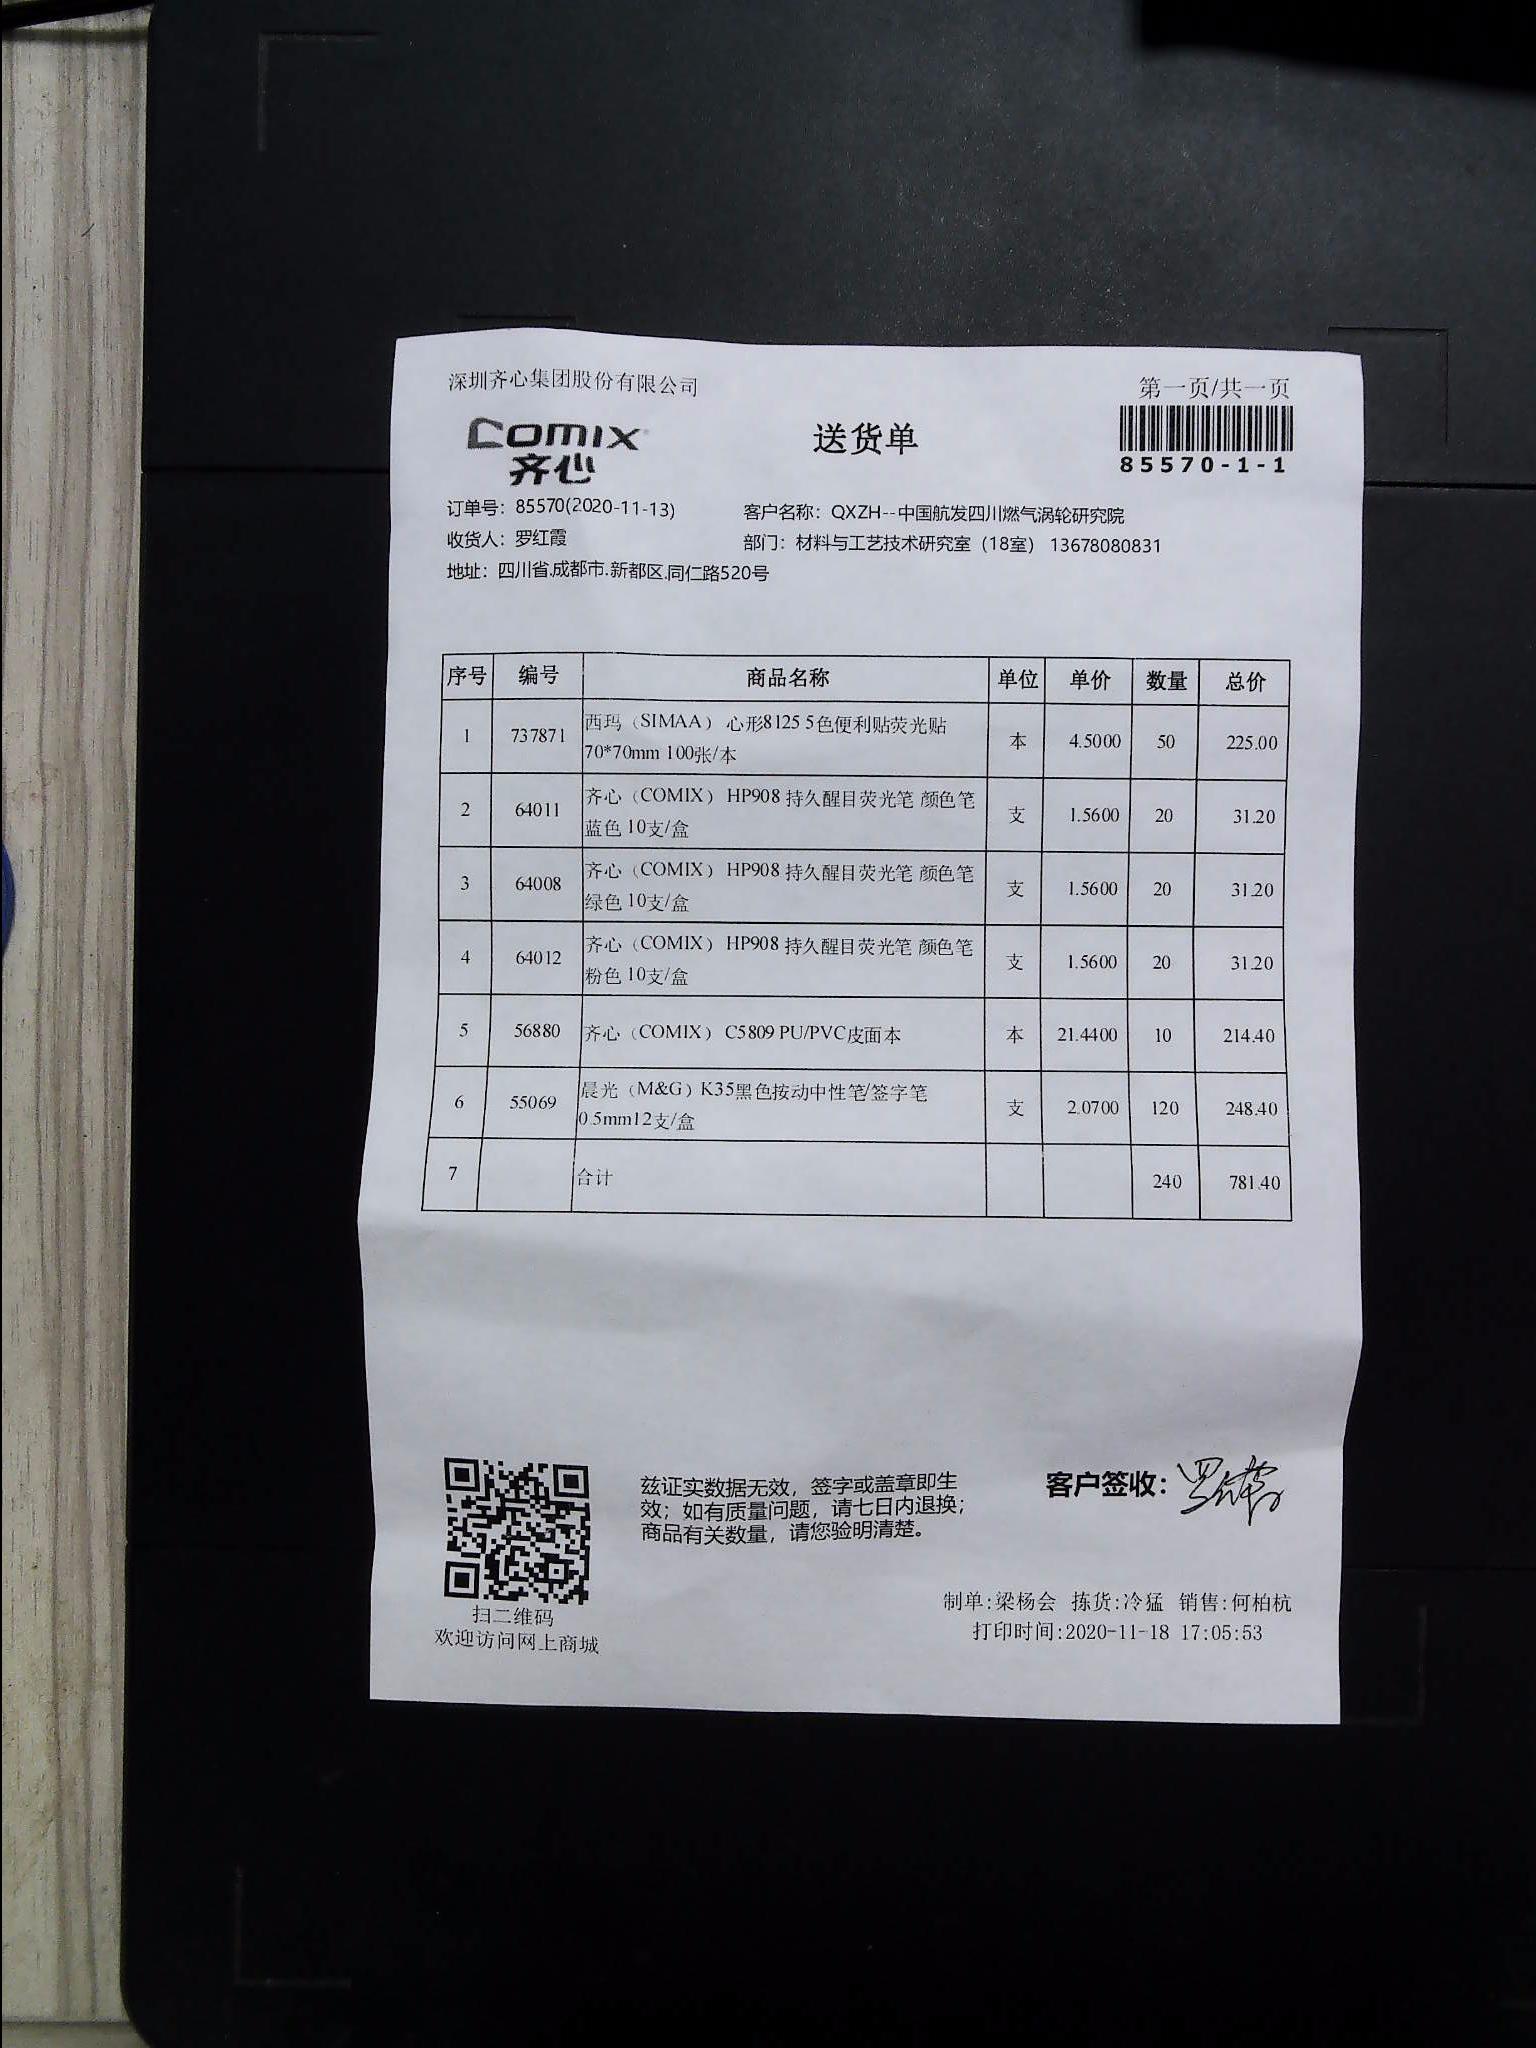 深圳齐心集团股份有限公司
第一页/共一页
COMIX
齐心
送货单
85570-1-1
订单号：85570(2020-11-13)
客户名称：QXZH--中国航发四川燃气涡轮研究院
收货人：罗红霞
部门：材料与工艺技术研究室（18室） 13678080831
地址：四川省.成都市.新都区.同仁路520号
序号 编号 商品名称 单位 单价 数量 总价
1 737871 西玛（SIMAA） 心形8125 5色便利贴荧光贴 本 4.5000 50 225.00
70*70mm 100张/本
2 64011 齐心（COMIX） HP908 持久醒目荧光笔 颜色笔 支 1.5600 20 31.20
蓝色 10支/盒
3 64008 齐心（COMIX） HP908 持久醒目荧光笔 颜色笔 支 1.5600 20 31.20
绿色 10支/盒
4 64012 齐心（COMIX） HP908 持久醒目荧光笔 颜色笔 支 1.5600 20 31.20
粉色 10支/盒
5 56880 齐心（COMIX） C5809 PU/PVC皮面本 本 21.4400 10 214.40
6 55069 晨光（M&G）K35黑色按动中性笔/签字笔 支 2.0700 120 248.40
0.5mm12支/盒
7 合计 240 781.40
兹证实数据无效，签字或盖章即生
效；如有质量问题，请七日内退换；
商品有关数量，请您验明清楚。
客户签收：
扫二维码
欢迎访问网上商城
制单:梁杨会 拣货:冷猛 销售:何柏杭
打印时间:2020-11-18 17:05:53